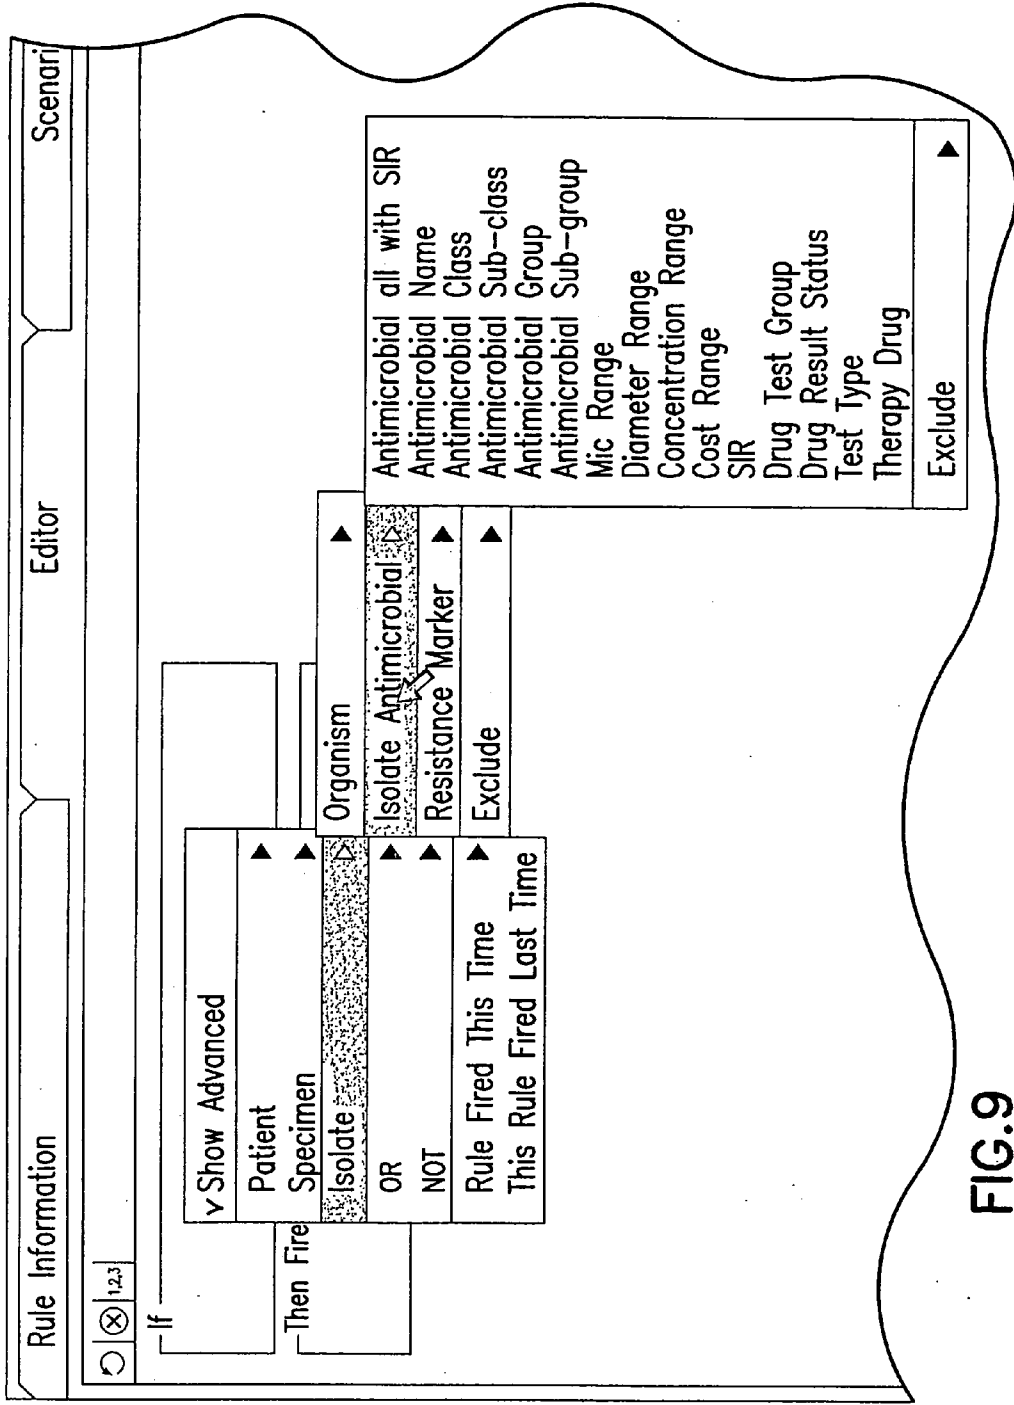 Rule Information
Editor
Scenari
1,2,3
If
Then Fire
Show Advanced
Patient
Specimen
Isolate
OR
NOT
Rule Fired This Time
This Rule Fired Last Time
Organism
Isolate Antimicrobial
Resistance Marker
Exclude
Antimicrobial all with SIR
Antimicrobial Name
Antimicrobial Class
Antimicrobial Sub-class
Antimicrobial Group
Antimicrobial Sub-group
Mic Range
Diameter Range
Concentration Range
Cost Range
SIR
Drug Test Group
Drug Result Status
Test Type
Therapy Drug
Exclude
FIG.9